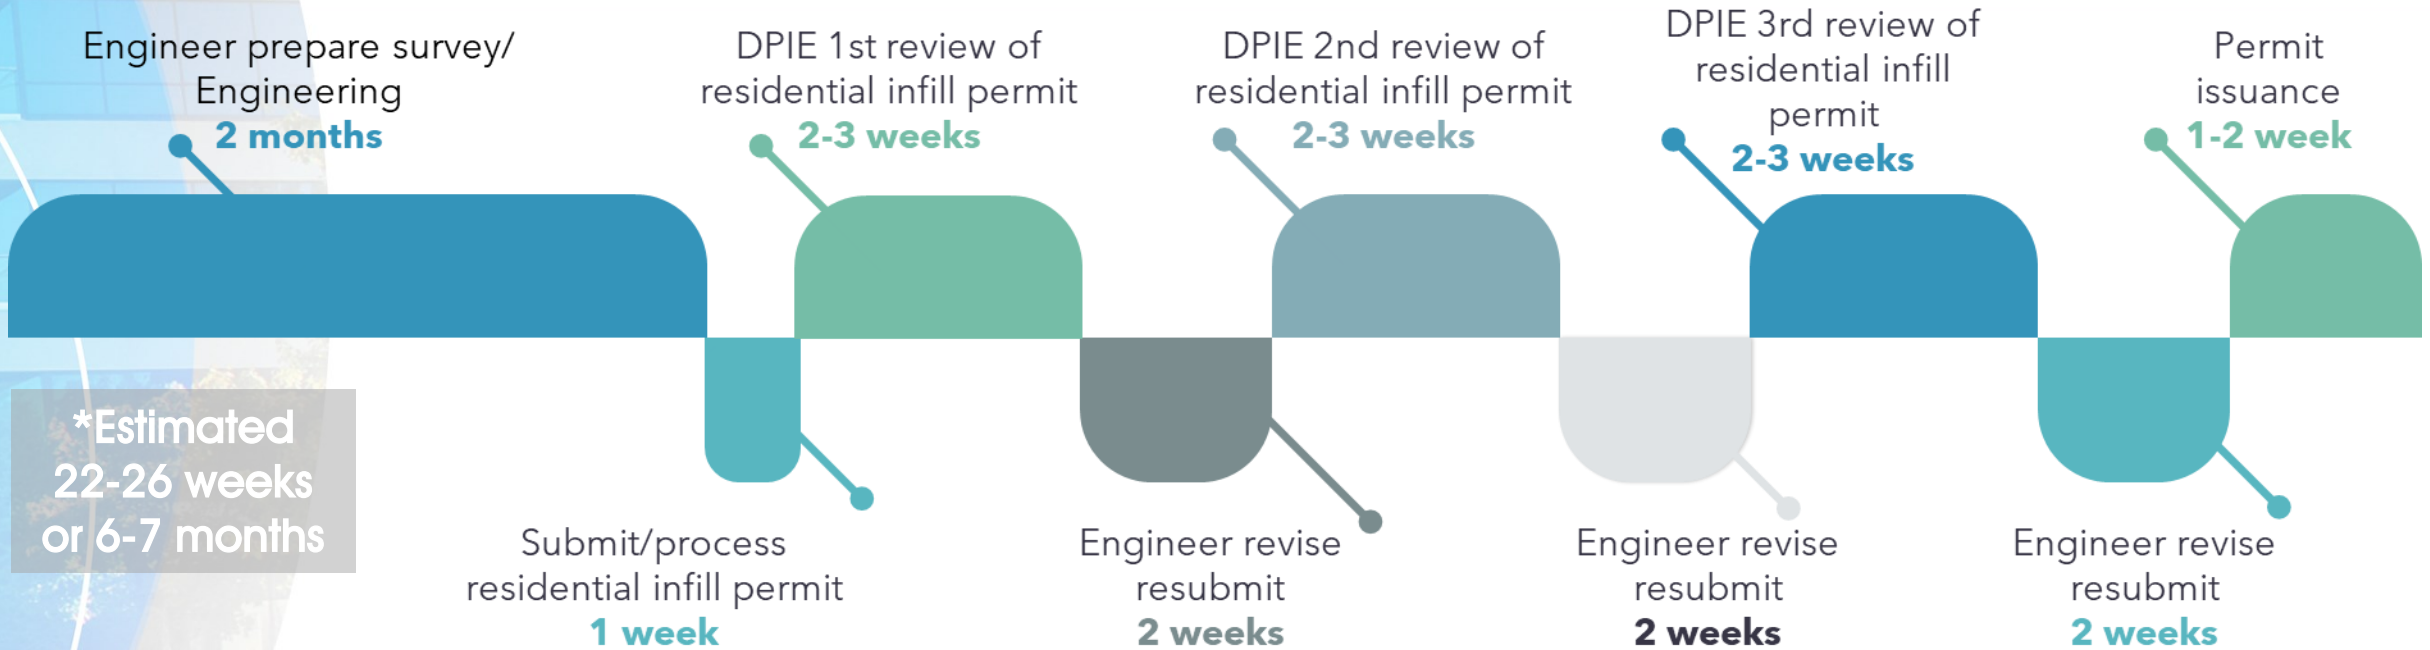 Engineer prepare survey/
Engineering
2 months
DPIE 1st review of
residential infill permit
2-3 weeks
DPIE 2nd review of
residential infill permit
2-3 weeks
DPIE 3rd review of
residential infill
permit
2-3 weeks
Permit
issuance
1-2 week
*Estimated
22-26 weeks
or 6-7 months
Submit/process
residential infill permit
1 week
Engineer revise
resubmit
2 weeks
Engineer revise
resubmit
2 weeks
Engineer revise
resubmit
2 weeks